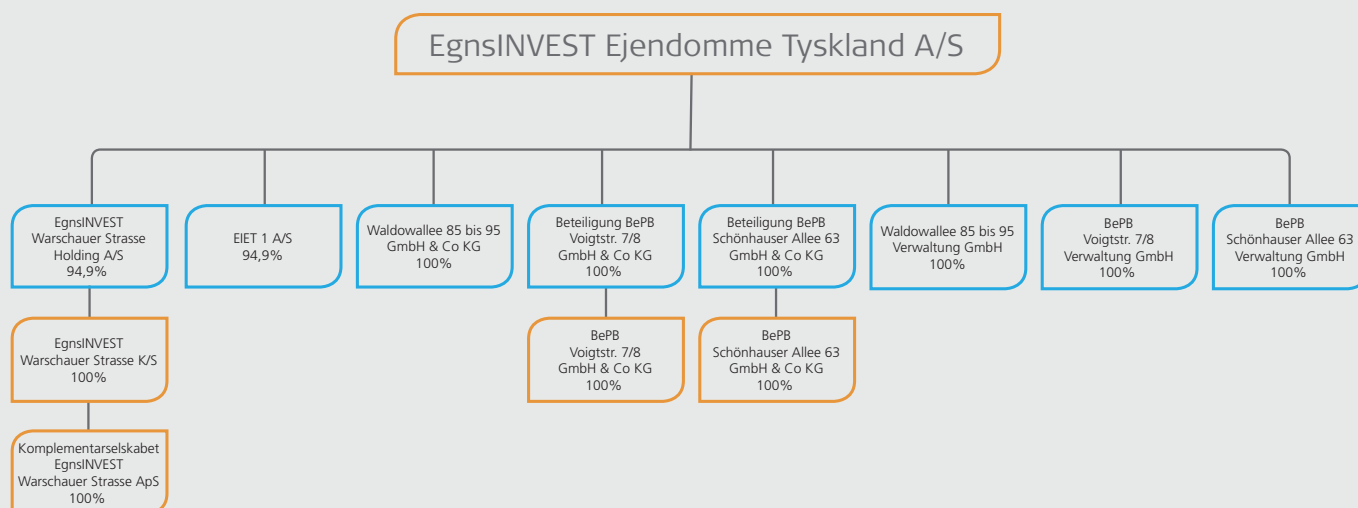 EgnsINVEST Ejendomme Tyskland A/S
EgnsINVEST
Warschauer Strasse
Holding A/S
94,9%
EIET 1 A/S
94,9%
Waldowallee 85 bis 95
GmbH & Co KG
100%
Beteiligung BePB
Voigtstr. 7/8
GmbH & Co KG
100%
Beteiligung BePB
Schönhauser Allee 63
GmbH & Co KG
100%
Waldowallee 85 bis 95
Verwaltung GmbH
100%
BePB
Voigtstr. 7/8
Verwaltung GmbH
100%
BePB
Schönhauser Allee 63
Verwaltung GmbH
100%
EgnsINVEST
Warschauer Strasse K/S
100%
BePB
Voigtstr. 7/8
GmbH & Co KG
100%
BePB
Schönhauser Allee 63
GmbH & Co KG
100%
Komplementarselskabet
EgnsINVEST
Warschauer Strasse ApS
100%